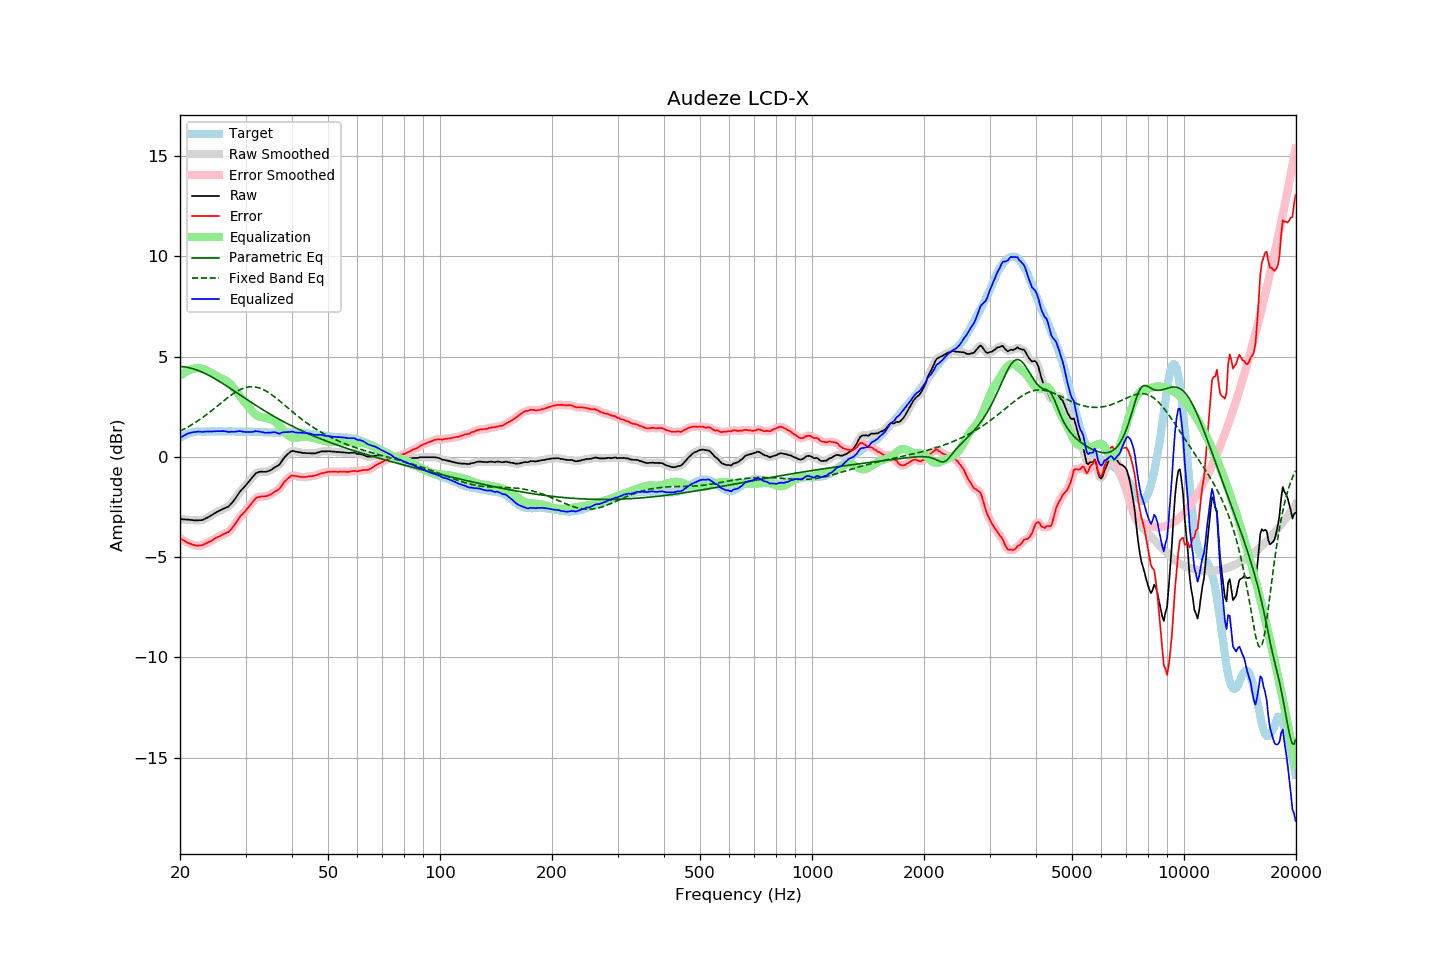 Audeze LCD-X
Target
Raw Smoothed
Error Smoothed
Raw
Error
Equalization
Parametric Eq
Fixed Band Eq
Equalized
15
10
5
0
−5
−10
−15
Amplitude (dBr)
20 50 100 200 500 1000 2000 5000 10000 20000
Frequency (Hz)